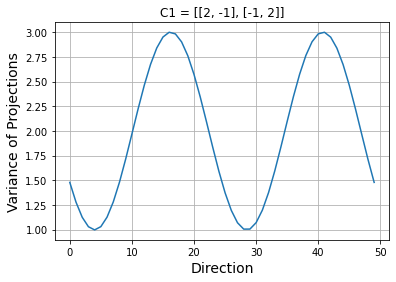 C1 = [[2, -1], [-1, 2]]
Variance of Projections
3.00
2.75
2.50
2.25
2.00
1.75
1.50
1.25
1.00
0 10 20 30 40 50
Direction